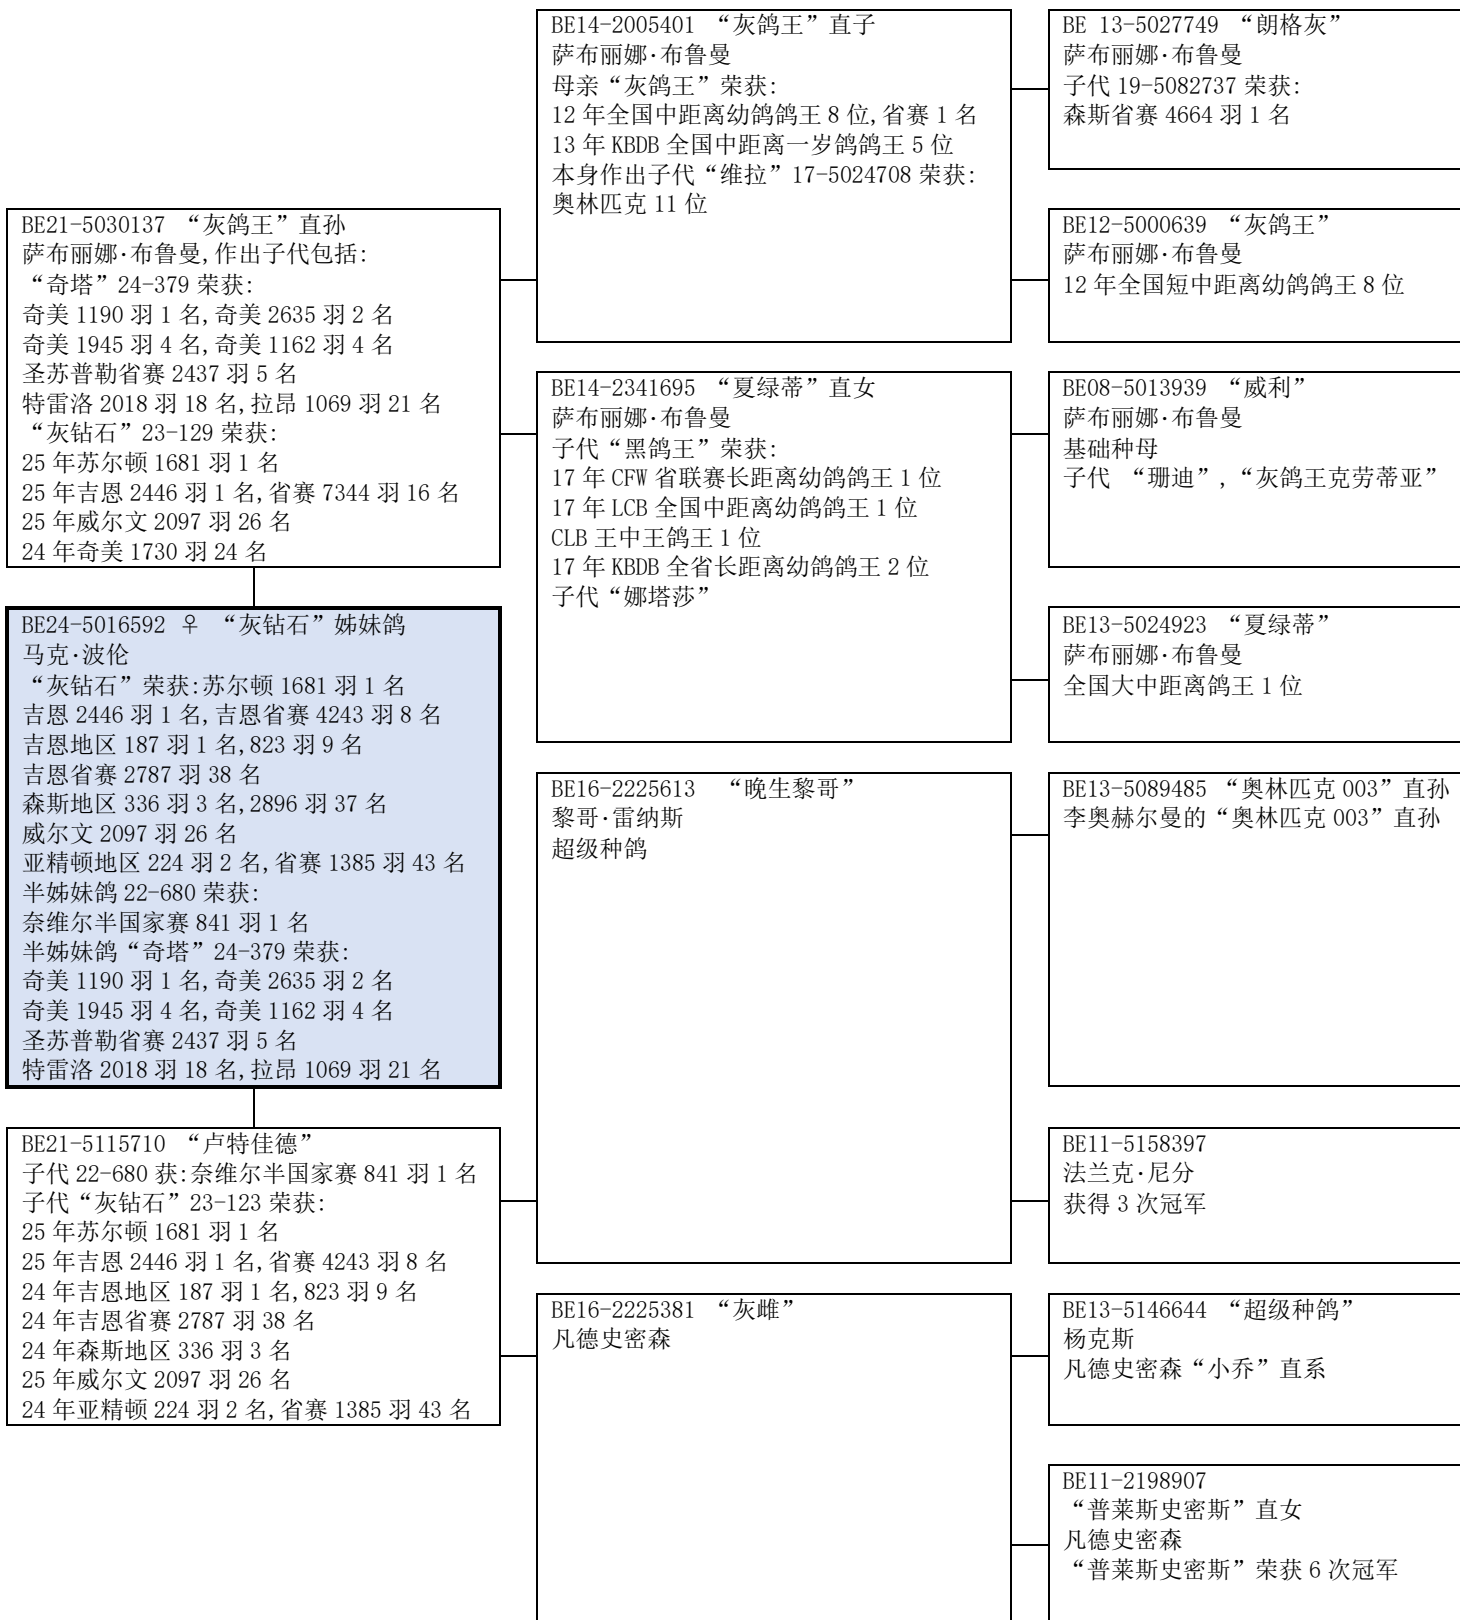 BE21-5030137 “灰鸽王”直孙
萨布丽娜·布鲁曼,作出子代包括:
“奇塔”24-379 荣获:
奇美 1190 羽 1 名,奇美 2635 羽 2 名
奇美 1945 羽 4 名,奇美 1162 羽 4 名
圣苏普勒省赛 2437 羽 5 名
特雷洛 2018 羽 18 名,拉昂 1069 羽 21 名
“灰钻石”23-129 荣获:
25 年苏尔顿 1681 羽 1 名
25 年吉恩 2446 羽 1 名,省赛 7344 羽 16 名
25 年威尔文 2097 羽 26 名
24 年奇美 1730 羽 24 名
BE24-5016592 ♀ “灰钻石”姊妹鸽
马克·波伦
“灰钻石”荣获:苏尔顿 1681 羽 1 名
吉恩 2446 羽 1 名,吉恩省赛 4243 羽 8 名
吉恩地区 187 羽 1 名,823 羽 9 名
吉恩省赛 2787 羽 38 名
森斯地区 336 羽 3 名,2896 羽 37 名
威尔文 2097 羽 26 名
亚精顿地区 224 羽 2 名,省赛 1385 羽 43 名
半姊妹鸽 22-680 荣获:
奈维尔半国家赛 841 羽 1 名
半姊妹鸽“奇塔”24-379 荣获:
奇美 1190 羽 1 名,奇美 2635 羽 2 名
奇美 1945 羽 4 名,奇美 1162 羽 4 名
圣苏普勒省赛 2437 羽 5 名
特雷洛 2018 羽 18 名,拉昂 1069 羽 21 名
BE21-5115710 “卢特佳德”
子代 22-680 获:奈维尔半国家赛 841 羽 1 名
子代“灰钻石”23-123 荣获:
25 年苏尔顿 1681 羽 1 名
25 年吉恩 2446 羽 1 名,省赛 4243 羽 8 名
24 年吉恩地区 187 羽 1 名,823 羽 9 名
24 年吉恩省赛 2787 羽 38 名
24 年森斯地区 336 羽 3 名
25 年威尔文 2097 羽 26 名
24 年亚精顿 224 羽 2 名,省赛 1385 羽 43 名
BE14-2005401 “灰鸽王”直子
萨布丽娜·布鲁曼
母亲“灰鸽王”荣获:
12 年全国中距离幼鸽鸽王 8 位,省赛 1 名
13 年 KBDB 全国中距离一岁鸽鸽王 5 位
本身作出子代“维拉”17-5024708 荣获:
奥林匹克 11 位
BE14-2341695 “夏绿蒂”直女
萨布丽娜·布鲁曼
子代“黑鸽王”荣获:
17 年 CFW 省联赛长距离幼鸽鸽王 1 位
17 年 LCB 全国中距离幼鸽鸽王 1 位
CLB 王中王鸽王 1 位
17 年 KBDB 全省长距离幼鸽鸽王 2 位
子代“娜塔莎”
BE16-2225613 “晚生黎哥”
黎哥·雷纳斯
超级种鸽
BE16-2225381 “灰雌”
凡德史密森
BE 13-5027749 “朗格灰”
萨布丽娜·布鲁曼
子代 19-5082737 荣获:
森斯省赛 4664 羽 1 名
BE12-5000639 “灰鸽王”
萨布丽娜·布鲁曼
12 年全国短中距离幼鸽鸽王 8 位
BE08-5013939 “威利”
萨布丽娜·布鲁曼
基础种母
子代 “珊迪”,“灰鸽王克劳蒂亚”
BE13-5024923 “夏绿蒂”
萨布丽娜·布鲁曼
全国大中距离鸽王 1 位
BE13-5089485 “奥林匹克 003”直孙
李奥赫尔曼的“奥林匹克 003”直孙
BE11-5158397
法兰克·尼分
获得 3 次冠军
BE13-5146644 “超级种鸽”
杨克斯
凡德史密森“小乔”直系
BE11-2198907
“普莱斯史密斯”直女
凡德史密森
“普莱斯史密斯”荣获 6 次冠军